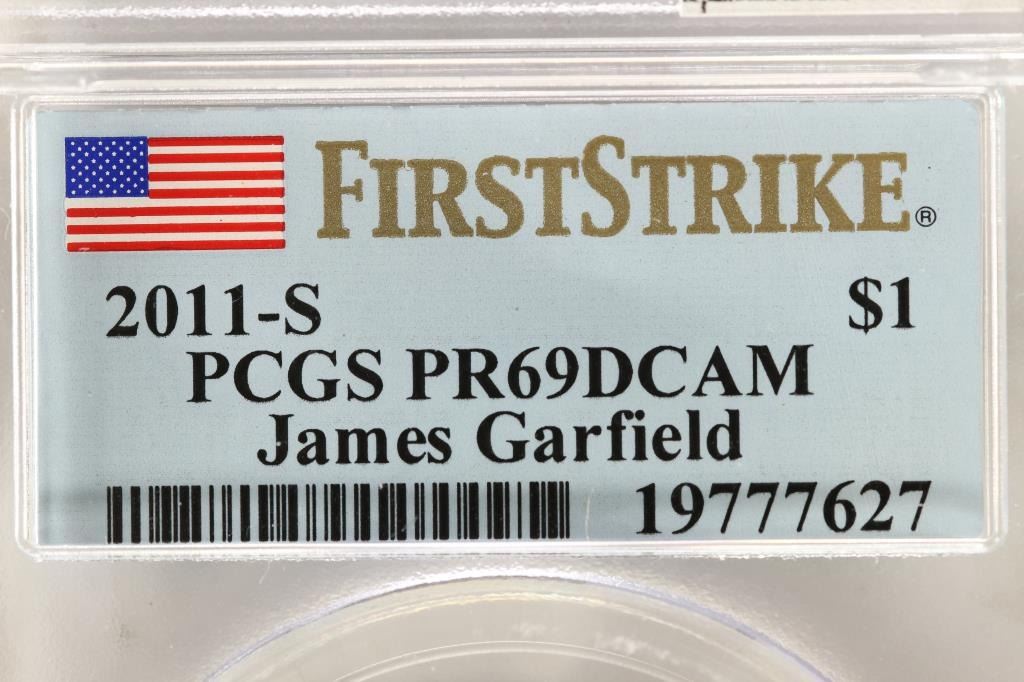 FIRSTSTRIKE®
2011-S $1
PCGS PR69DCAM
James Garfield
19777627